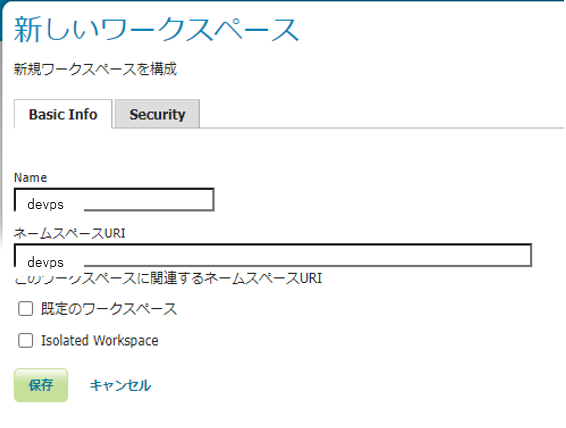 新しいワークスペース
新規ワークスペースを構成
Basic Info Security
Name
devps
ネームスペースURI
devps
このワークスペースに関連するネームスペースURI
既定のワークスペース
Isolated Workspace
保存 キャンセル